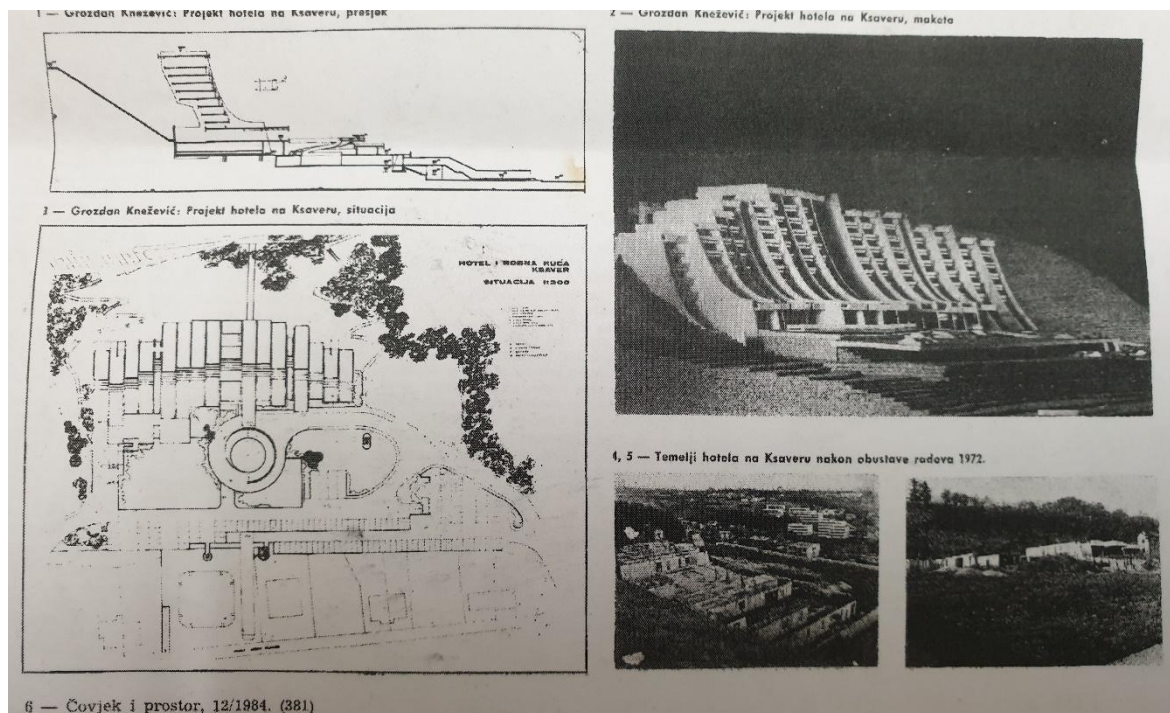 1 — Grozdan Knežević: Projekt hotela na Ksaveru, presjek
2 — Grozdan Knežević: Projekt hotela na Ksaveru, maketa
3 — Grozdan Knežević: Projekt hotela na Ksaveru, situacija
HOTEL I ROBNA KUĆA
KSAVER
SITUACIJA 1:500
4, 5 — Temelji hotela na Ksaveru nakon obustave radova 1972.
6 — Čovjek i prostor, 12/1984. (381)